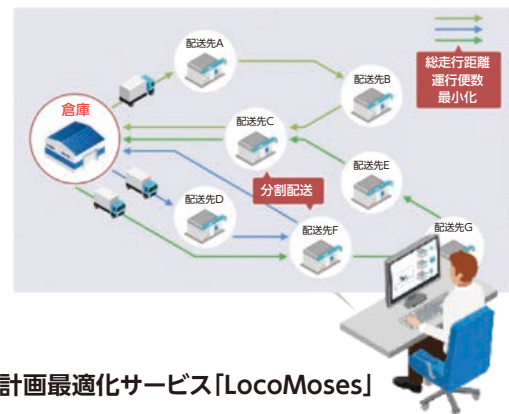 配送先A
総走行距離
運行便数
最小化
配送先B
倉庫
配送先C
配送先E
分割配送
配送先D
配送先F
配送先G
計画最適化サービス「LocoMoses」